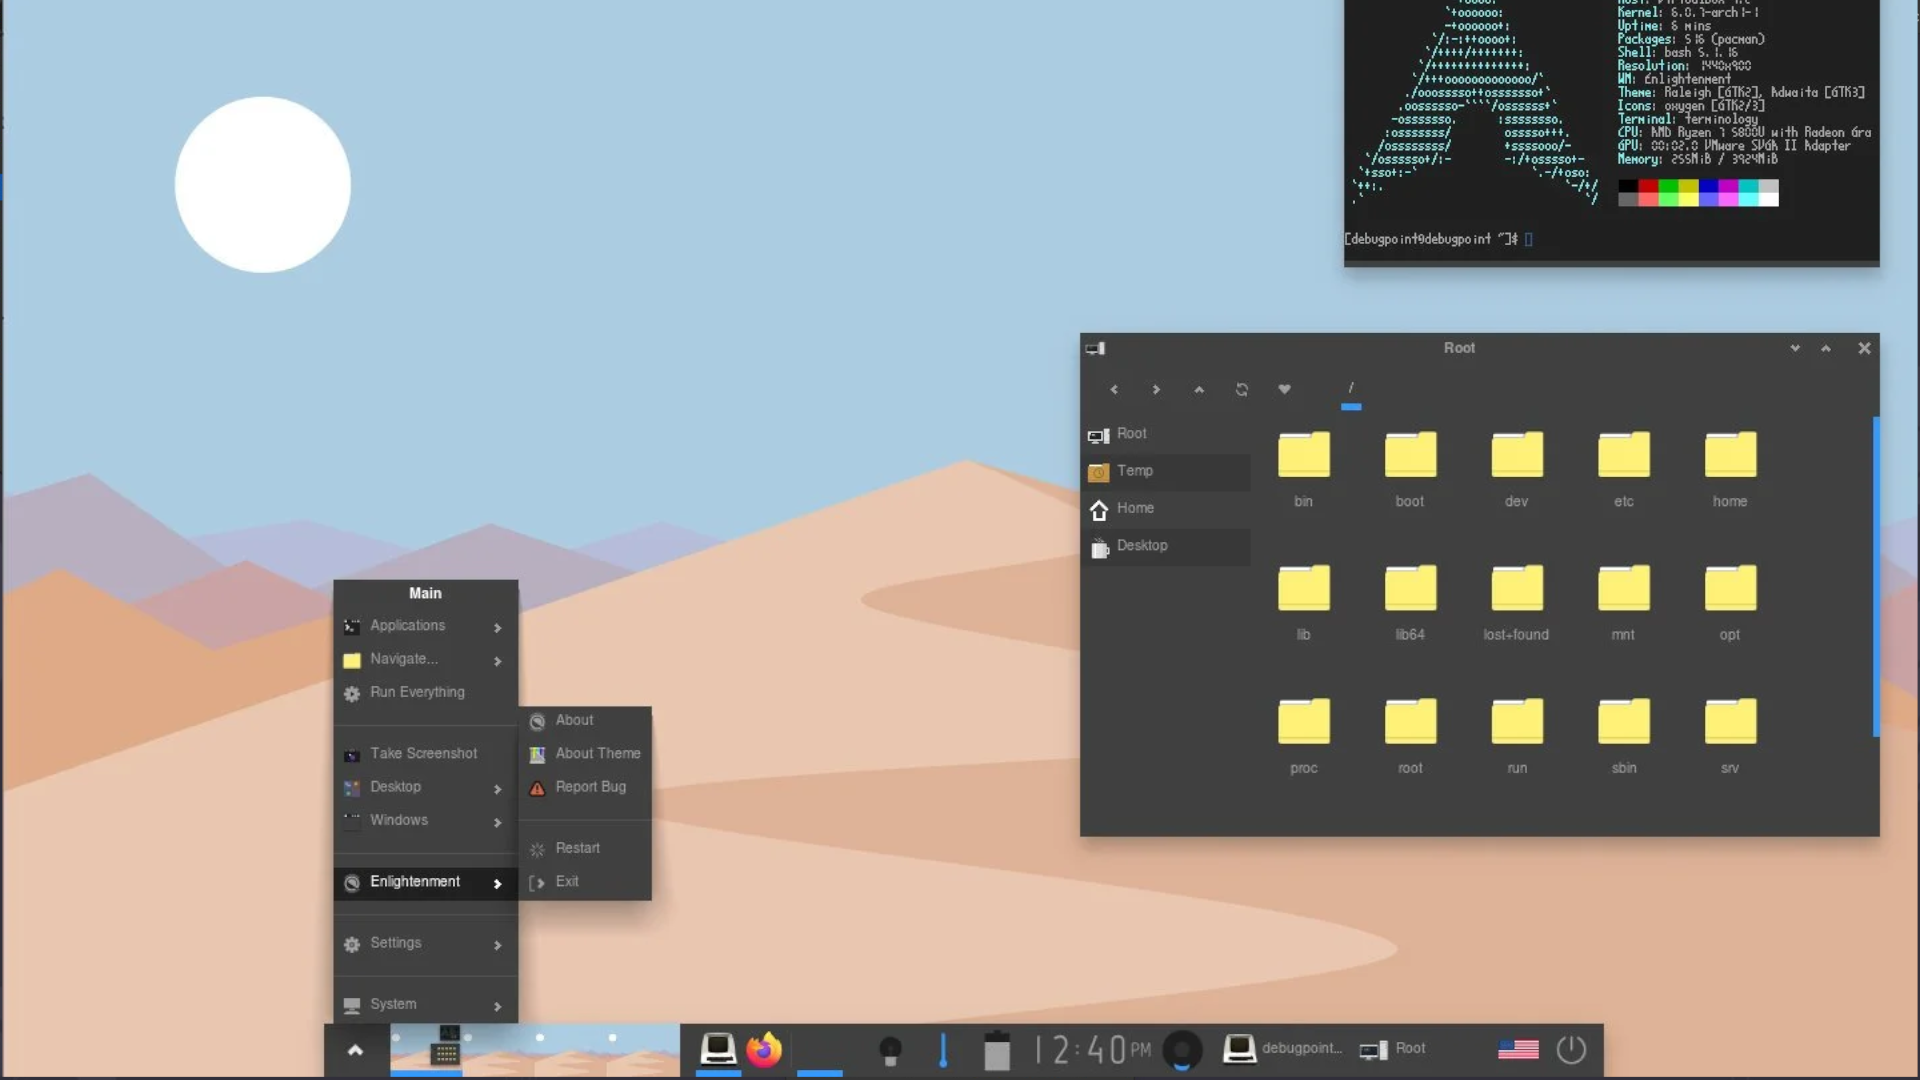 Kernel: 6.0.7-arch1-1
Uptime: 6 mins
Packages: 516 (pacman)
Shell: bash 5.1.16
Resolution: 1440x900
WM: Enlightenment
Theme: Raleigh [GTK2], Adwaita [GTK3]
Icons: oxygen [GTK2/3]
Terminal: terminology
CPU: AMD Ryzen 7 5800U with Radeon Gra
GPU: 00:02.0 VMware SVGA II Adapter
Memory: 255MiB / 3924MiB
[debugpoint@debugpoint ~]$
Root
/
Root
Temp
Home
Desktop
bin boot dev etc home
lib lib64 lost+found mnt opt
proc root run sbin srv
Main
Applications
Navigate...
Run Everything
Take Screenshot
Desktop
Windows
Enlightenment
Settings
System
About
About Theme
Report Bug
Restart
Exit
12:40 PM
debugpoint...
Root